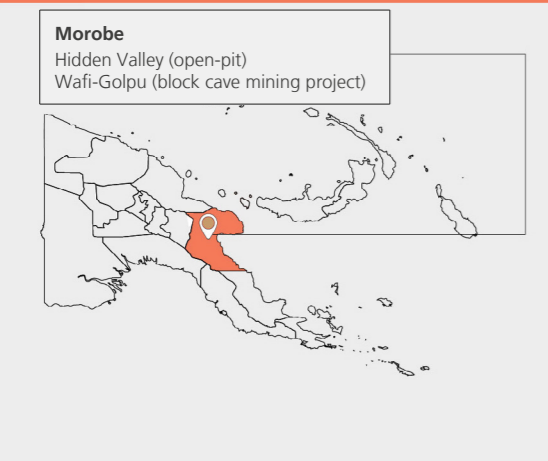 Morobe
Hidden Valley (open-pit)
Wafi-Golpu (block cave mining project)